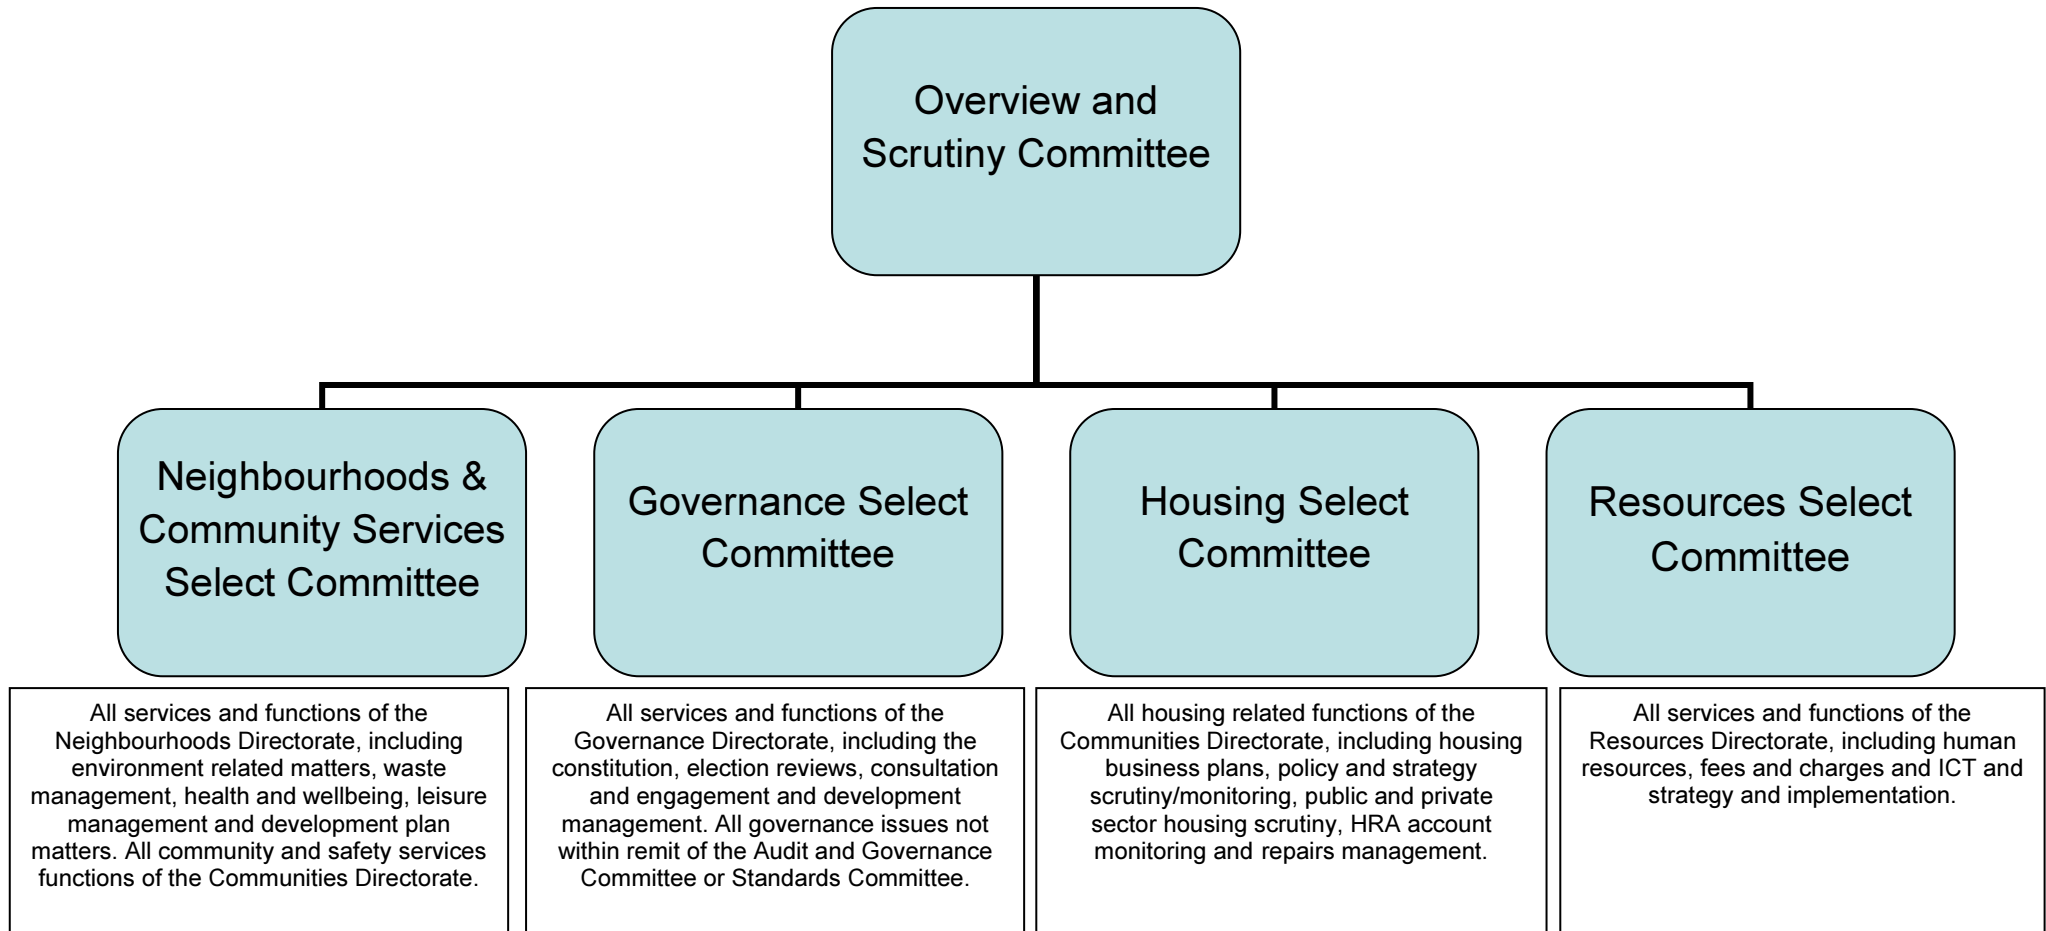 Overview and
Scrutiny Committee
Neighbourhoods &
Community Services
Select Committee
Governance Select
Committee
Housing Select
Committee
Resources Select
Committee
All services and functions of the
Neighbourhoods Directorate, including
environment related matters, waste
management, health and wellbeing, leisure
management and development plan
matters. All community and safety services
functions of the Communities Directorate.
All services and functions of the
Governance Directorate, including the
constitution, election reviews, consultation
and engagement and development
management. All governance issues not
within remit of the Audit and Governance
Committee or Standards Committee.
All housing related functions of the
Communities Directorate, including housing
business plans, policy and strategy
scrutiny/monitoring, public and private
sector housing scrutiny, HRA account
monitoring and repairs management.
All services and functions of the
Resources Directorate, including human
resources, fees and charges and ICT and
strategy and implementation.